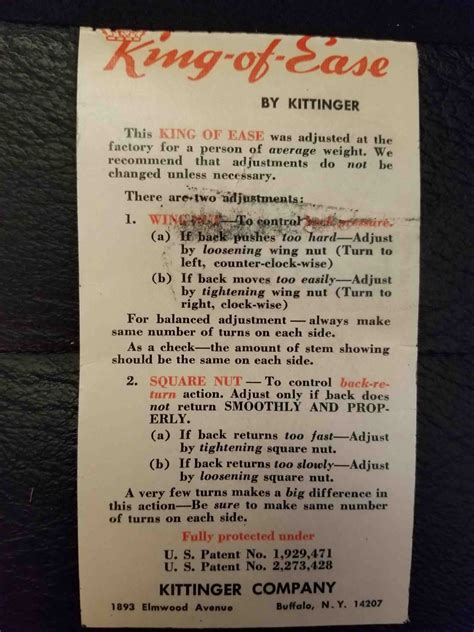 King-of-Ease
BY KITTINGER
This KING OF EASE was adjusted at the
factory for a person of average weight. We
recommend that adjustments do not be
changed unless necessary.
There are two adjustments:
1. WING NUT—To control back pressure.
(a) If back pushes too hard—Adjust
by loosening wing nut (Turn to
left, counter-clock-wise)
(b) If back moves too easily—Adjust
by tightening wing nut (Turn to
right, clock-wise)
For balanced adjustment — always make
same number of turns on each side.
As a check—the amount of stem showing
should be the same on each side.
2. SQUARE NUT — To control back-re-
turn action. Adjust only if back does
not return SMOOTHLY AND PROP-
ERLY.
(a) If back returns too fast—Adjust
by tightening square nut.
(b) If back returns too slowly—Adjust
by loosening square nut.
A very few turns makes a big difference in
this action—Be sure to make same number
of turns on each side.
Fully protected under
U. S. Patent No. 1,929,471
U. S. Patent No. 2,273,428
KITTINGER COMPANY
1893 Elmwood Avenue Buffalo, N. Y. 14207